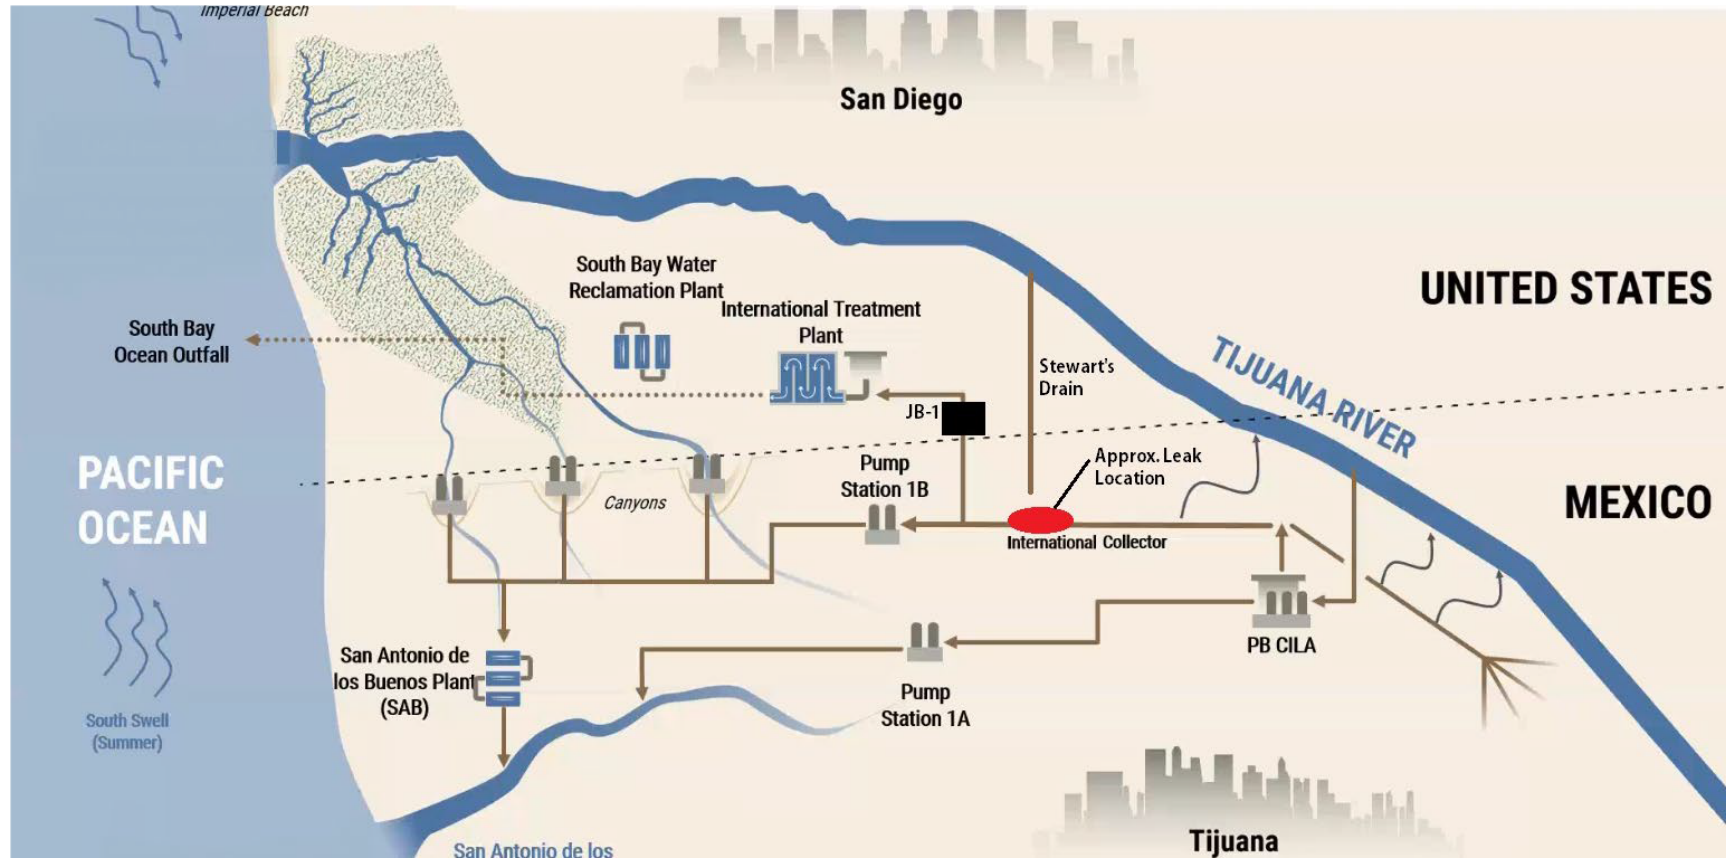 Imperial Beach
San Diego
South Bay Water
Reclamation Plant
International Treatment
Plant
UNITED STATES
South Bay
Ocean Outfall
Stewart's
Drain
TIJUANA RIVER
JB-1
PACIFIC
OCEAN
Pump
Station 1B
Approx. Leak
Location
Canyons
MEXICO
International Collector
PB CILA
San Antonio de
los Buenos Plant
(SAB)
Pump
Station 1A
South Swell
(Summer)
Tijuana
San Antonio de los